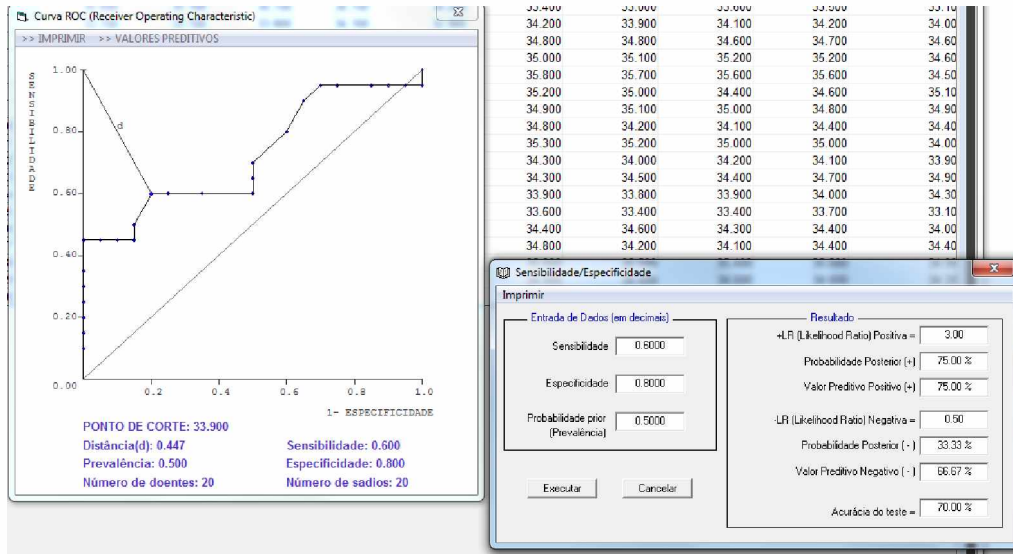 Curva ROC (Receiver Operating Characteristic)
>> IMPRIMIR >> VALORES PREDITIVOS
SENSIBILIDADE
1.00
0.80
0.60
0.40
0.20
0.00
d
0.2 0.4 0.6 0.8 1.0
1- ESPECIFICIDADE
PONTO DE CORTE: 33.900
Distância(d): 0.447 Sensibilidade: 0.600
Prevalência: 0.500 Especificidade: 0.800
Número de doentes: 20 Número de sadios: 20
34.200 33.900 34.100 34.200 34.00
34.800 34.800 34.600 34.700 34.60
35.000 35.100 35.200 35.200 34.60
35.800 35.700 35.600 35.600 34.50
35.200 35.000 34.400 34.600 35.10
34.900 35.100 35.000 34.800 34.90
34.800 34.200 34.100 34.400 34.40
35.300 35.200 35.000 35.000 34.00
34.300 34.000 34.200 34.100 33.90
34.300 34.500 34.400 34.700 34.90
33.900 33.800 33.900 34.000 34.30
33.600 33.400 33.400 33.700 33.10
34.400 34.600 34.300 34.400 34.00
34.800 34.200 34.100 34.400 34.40
Sensibilidade/Especificidade
Imprimir
Entrada de Dados (em decimais)
Sensibilidade 0.6000
Especificidade 0.8000
Probabilidade prior (Prevalência) 0.5000
Executar Cancelar
Resultado
+LR (Likelihood Ratio) Positiva = 3.00
Probabilidade Posterior (+) 75.00 %
Valor Preditivo Positivo (+) 75.00 %
-LR (Likelihood Ratio) Negativa = 0.50
Probabilidade Posterior ( - ) 33.33 %
Valor Preditivo Negativo ( - ) 66.67 %
Acurácia do teste = 70.00 %